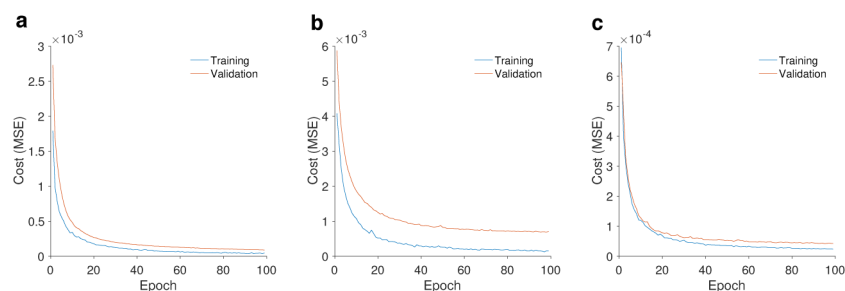 a
×10⁻³
3
2.5
2
1.5
1
0.5
0
Cost (MSE)
0
20
40
60
80
100
Epoch
Training
Validation
b
×10⁻³
6
5
4
3
2
1
0
Cost (MSE)
0
20
40
60
80
100
Epoch
Training
Validation
c
×10⁻⁴
7
6
5
4
3
2
1
0
Cost (MSE)
0
20
40
60
80
100
Epoch
Training
Validation